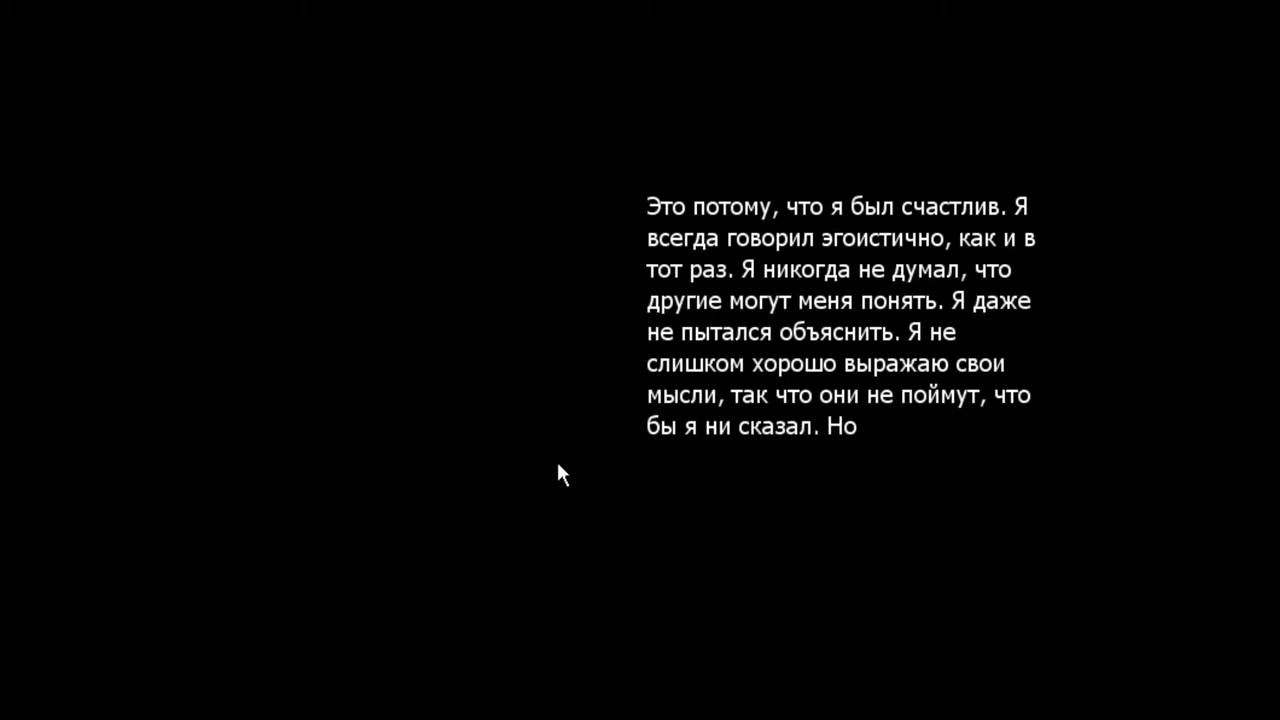 Это потому, что я был счастлив. Я
всегда говорил эгоистично, как и в
тот раз. Я никогда не думал, что
другие могут меня понять. Я даже
не пытался объяснить. Я не
слишком хорошо выражаю свои
мысли, так что они не поймут, что
бы я ни сказал. Но